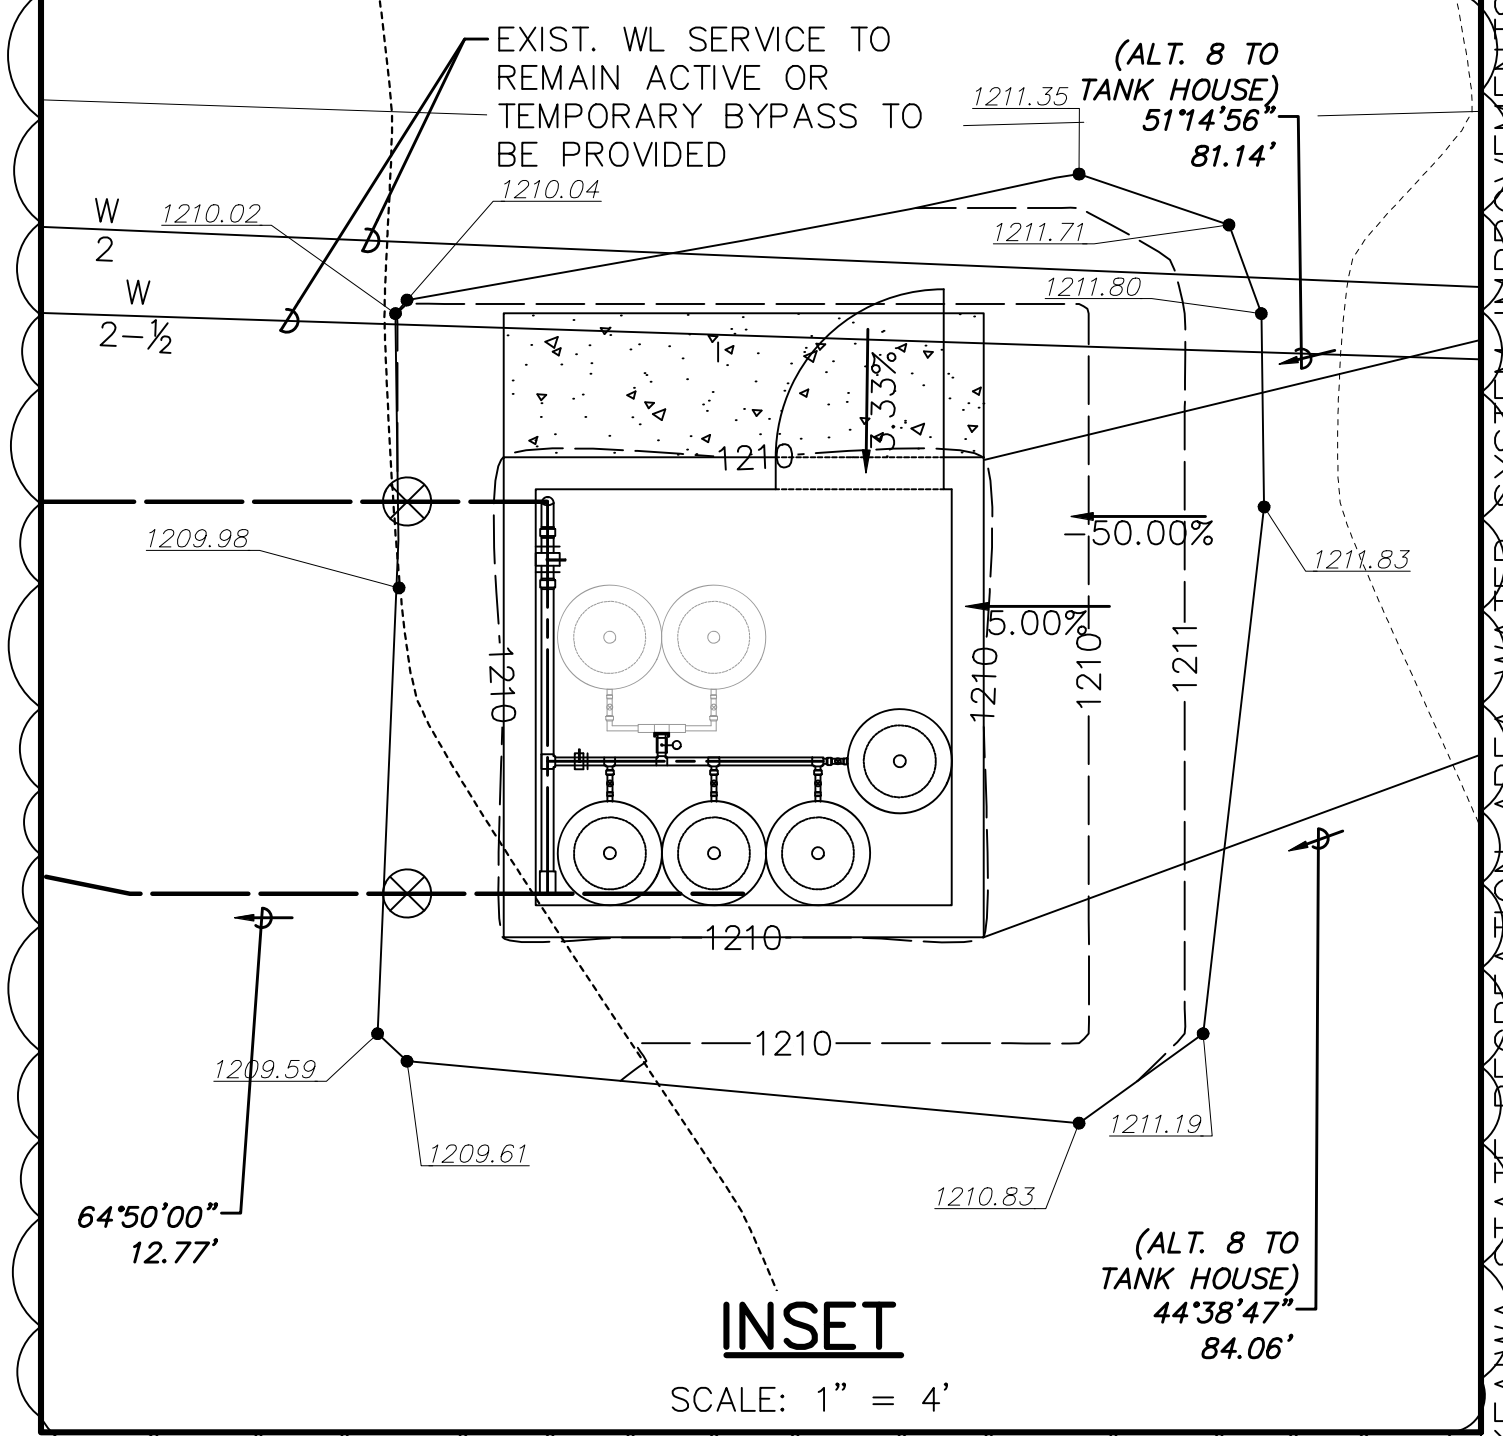 EXIST. WL SERVICE TO
REMAIN ACTIVE OR
TEMPORARY BYPASS TO
BE PROVIDED
(ALT. 8 TO
TANK HOUSE)
51°14'56"
81.14'
1211.35
1210.04
W
2
1210.02
1211.71
W
2-½
1211.80
1210
-50.00%
1209.98
1211.83
5.00%
1210
1210
1210
1211
1210
1210
1209.59
1209.61
1211.19
1210.83
64°50'00"
12.77'
(ALT. 8 TO
TANK HOUSE)
44°38'47"
84.06'
INSET
SCALE: 1" = 4'